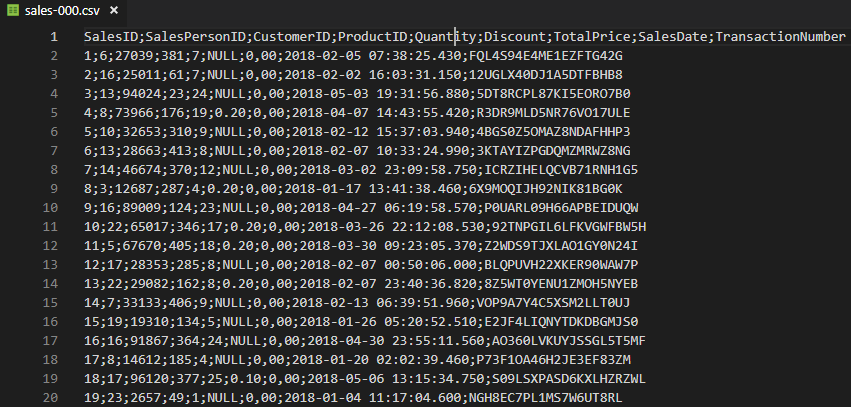 sales-000.csv
1 SalesID;SalesPersonID;CustomerID;ProductID;Quantity;Discount;TotalPrice;SalesDate;TransactionNumber
2 1;6;27039;381;7;NULL;0,00;2018-02-05 07:38:25.430;FQL4S94E4ME1EZFTG42G
3 2;16;25011;61;7;NULL;0,00;2018-02-02 16:03:31.150;12UGLX40DJ1A5DTFBHB8
4 3;13;94024;23;24;NULL;0,00;2018-05-03 19:31:56.880;5DT8RCPL87KI5EORO7B0
5 4;8;73966;176;19;0.20;0,00;2018-04-07 14:43:55.420;R3DR9MLD5NR76VO17ULE
6 5;10;32653;310;9;NULL;0,00;2018-02-12 15:37:03.940;4BGS0Z5OMAZ8NDAFHHP3
7 6;13;28663;413;8;NULL;0,00;2018-02-07 10:33:24.990;3KTAYIZPGDQMZMRWZ8NG
8 7;14;46674;370;12;NULL;0,00;2018-03-02 23:09:58.750;ICRZIHELQCVB71RNH1G5
9 8;3;12687;287;4;0.20;0,00;2018-01-17 13:41:38.460;6X9MOQIJH92NIK81BG0K
10 9;16;89009;124;23;NULL;0,00;2018-04-27 06:19:58.570;P0UARL09H66APBEIDUQW
11 10;22;65017;346;17;0.20;0,00;2018-03-26 22:12:08.530;92TNPGIL6LFKVGWFBW5H
12 11;5;67670;405;18;0.20;0,00;2018-03-30 09:23:05.370;Z2WDS9TJXLAO1GY0N24I
13 12;17;28353;285;8;NULL;0,00;2018-02-07 00:50:06.000;BLQPUVH22XKER90WAW7P
14 13;22;29082;162;8;0.20;0,00;2018-02-07 23:40:36.820;8Z5WT0YENU1ZMOH5NYEB
15 14;7;33133;406;9;NULL;0,00;2018-02-13 06:39:51.960;VOP9A7Y4C5XSM2LLT0UJ
16 15;19;19310;134;5;NULL;0,00;2018-01-26 05:20:52.510;E2JF4LIQNYTDKDBGMJS0
17 16;16;91867;364;24;NULL;0,00;2018-04-30 23:55:11.560;AO360LVKUYJSSGL5T5MF
18 17;8;14612;185;4;NULL;0,00;2018-01-20 02:02:39.460;P73F1OA46H2JE3EF83ZM
19 18;17;96120;377;25;0.10;0,00;2018-05-06 13:15:34.750;S09LSXPASD6KXLHZRZWL
20 19;23;2657;49;1;NULL;0,00;2018-01-04 11:17:04.600;NGH8EC7PL1MS7W6UT8RL